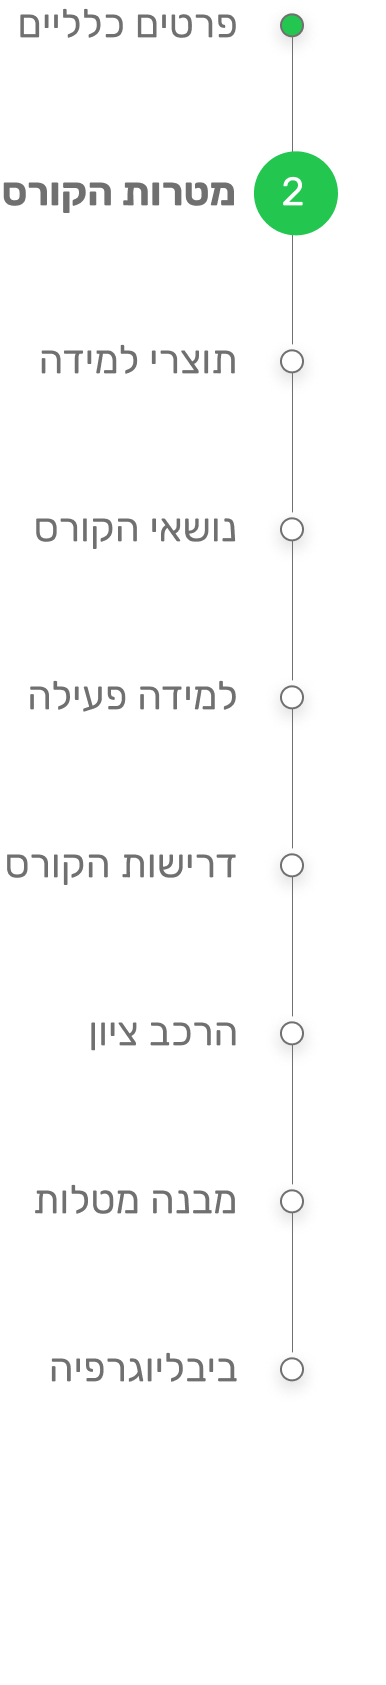 פרטים כלליים
2 מטרות הקורס
תוצרי למידה
נושאי הקורס
למידה פעילה
דרישות הקורס
הרכב ציון
מבנה מטלות
ביבליוגרפיה